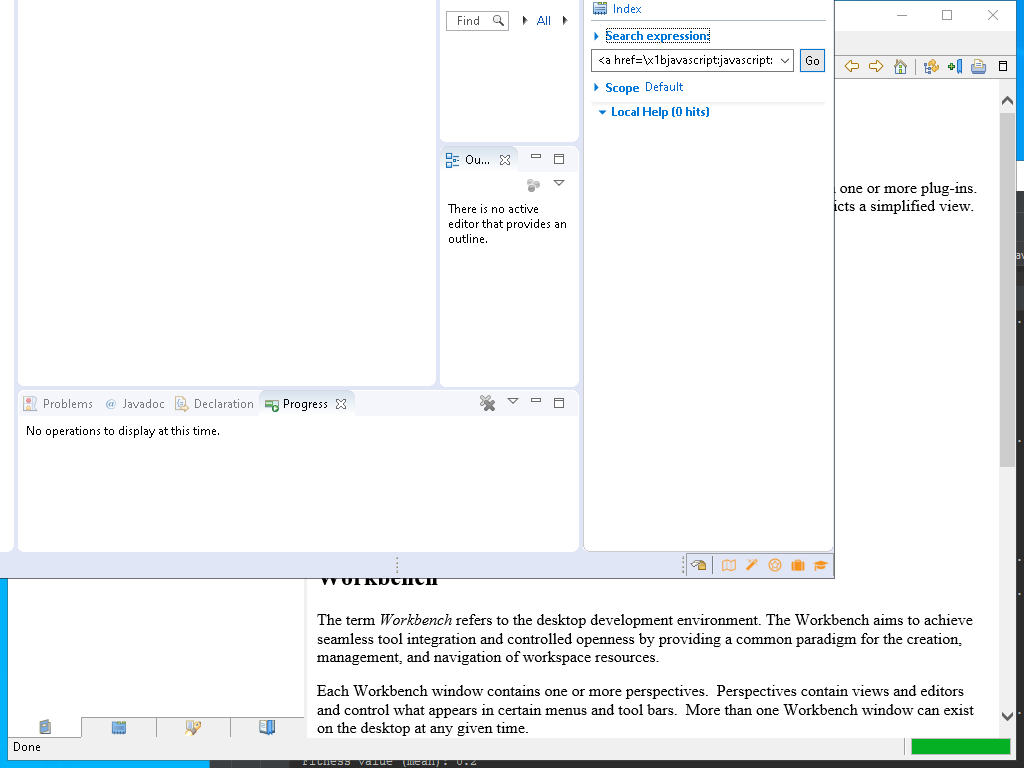 Index
Find
All
Search expression:
<a href=\x1bjavascript:javascript:
Go
Scope Default
Local Help (0 hits)
Ou...
There is no active
editor that provides an
outline.
one or more plug-ins.
icts a simplified view.
Problems
@ Javadoc
Declaration
Progress
No operations to display at this time.
Workbench
The term Workbench refers to the desktop development environment. The Workbench aims to achieve
seamless tool integration and controlled openness by providing a common paradigm for the creation,
management, and navigation of workspace resources.
Each Workbench window contains one or more perspectives.  Perspectives contain views and editors
and control what appears in certain menus and tool bars.  More than one Workbench window can exist
on the desktop at any given time.
Done
Fitness value (mean): 0.2